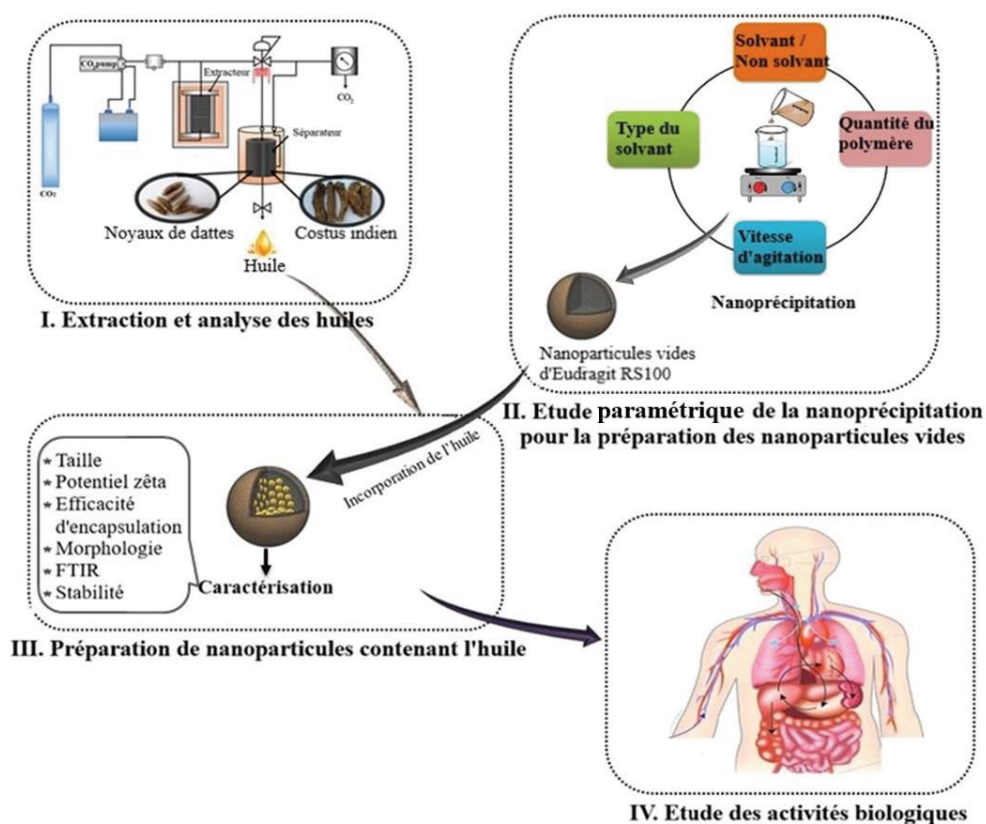 CO₂pump
Extracteur
CO₂
Séparateur
CO₂
Noyaux de dattes
Costus indien
Huile
I. Extraction et analyse des huiles
Solvant /
Non solvant
Type du
solvant
Quantité du
polymère
Vitesse
d'agitation
Nanoprécipitation
Nanoparticules vides
d'Eudragit RS100
II. Etude paramétrique de la nanoprécipitation
pour la préparation des nanoparticules vides
Incorporation de l'huile
* Taille
* Potentiel zêta
* Efficacité
d'encapsulation
* Morphologie
* FTIR
* Stabilité
Caractérisation
III. Préparation de nanoparticules contenant l'huile
IV. Etude des activités biologiques